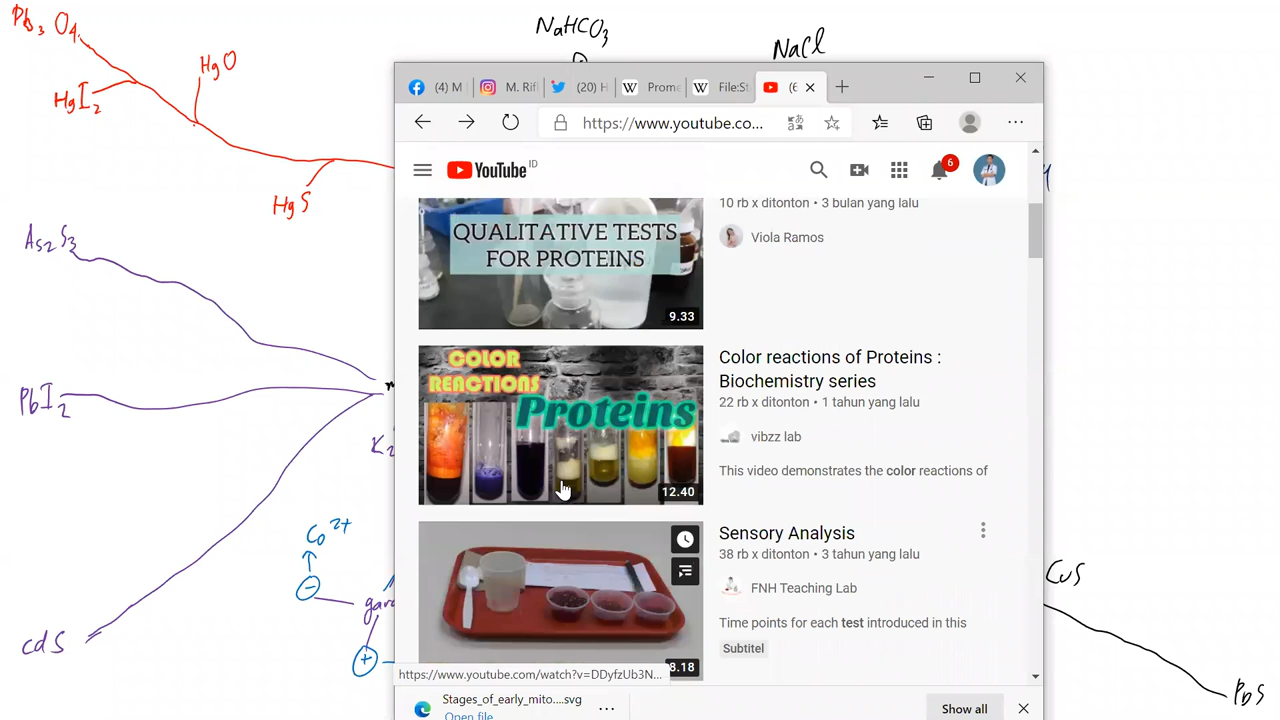 Pb3O4
HgI2
HgO
HgS
As2S3
PbI2
CdS
NaHCO3
NaCl
Co2+
-
+
CuS
PbS
(4) M
M. Rifl
(20) H
W
Prome
W
File:St
(6
https://www.youtube.co...
YouTube ID
6
QUALITATIVE TESTS
FOR PROTEINS
9.33
10 rb x ditonton • 3 bulan yang lalu
Viola Ramos
COLOR
REACTIONS
Proteins
12.40
Color reactions of Proteins :
Biochemistry series
22 rb x ditonton • 1 tahun yang lalu
vibzz lab
This video demonstrates the color reactions of
8.18
Sensory Analysis
38 rb x ditonton • 3 tahun yang lalu
FNH Teaching Lab
Time points for each test introduced in this
Subtitel
https://www.youtube.com/watch?v=DDyfzUb3N...
Stages_of_early_mito....svg
Open file
Show all